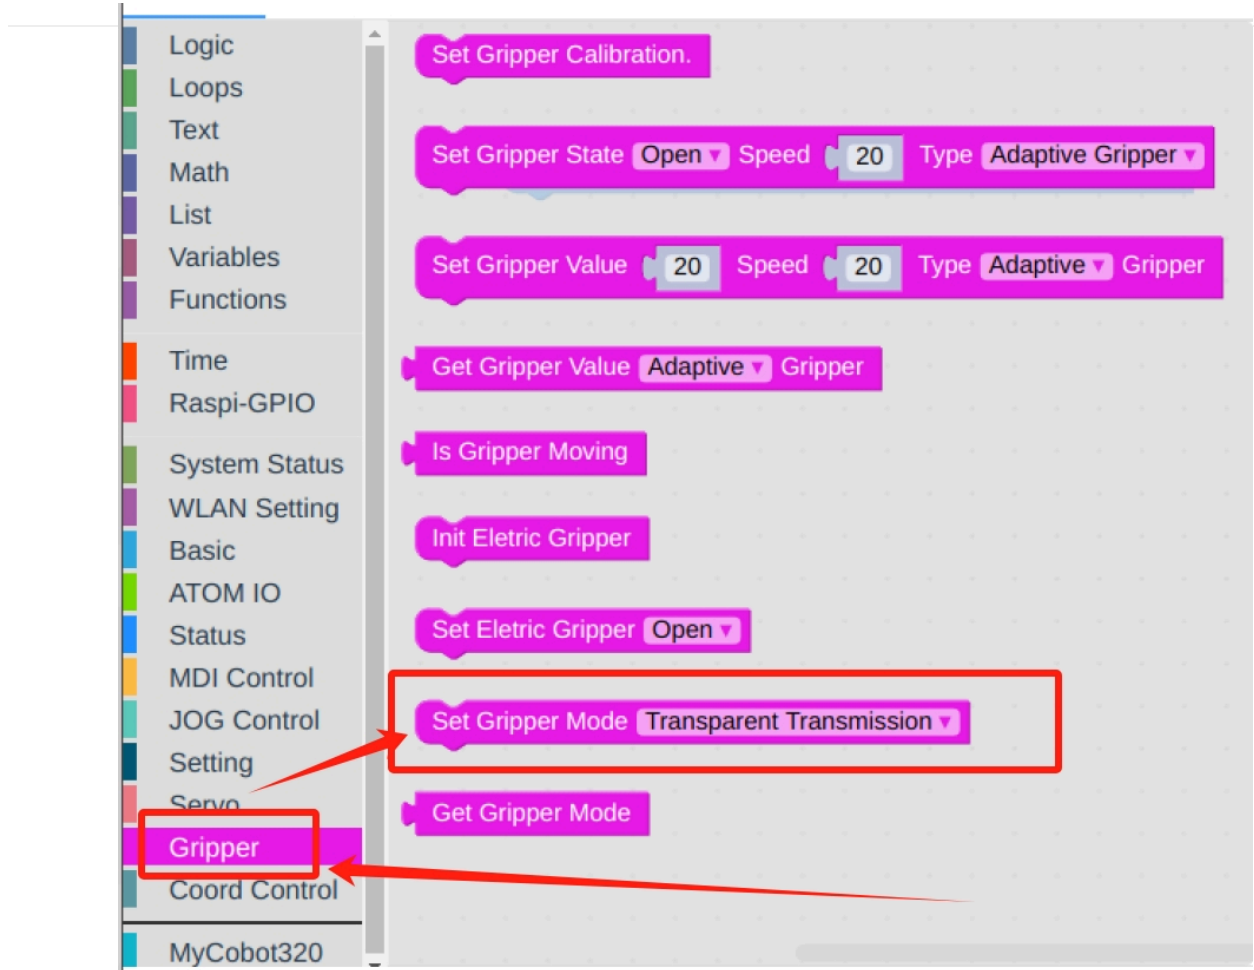 Logic
Loops
Text
Math
List
Variables
Functions
Time
Raspi-GPIO
System Status
WLAN Setting
Basic
ATOM IO
Status
MDI Control
JOG Control
Setting
Servo
Gripper
Coord Control
MyCobot320
Set Gripper Calibration.
Set Gripper State Open Speed 20 Type Adaptive Gripper
Set Gripper Value 20 Speed 20 Type Adaptive Gripper
Get Gripper Value Adaptive Gripper
Is Gripper Moving
Init Eletric Gripper
Set Eletric Gripper Open
Set Gripper Mode Transparent Transmission
Get Gripper Mode